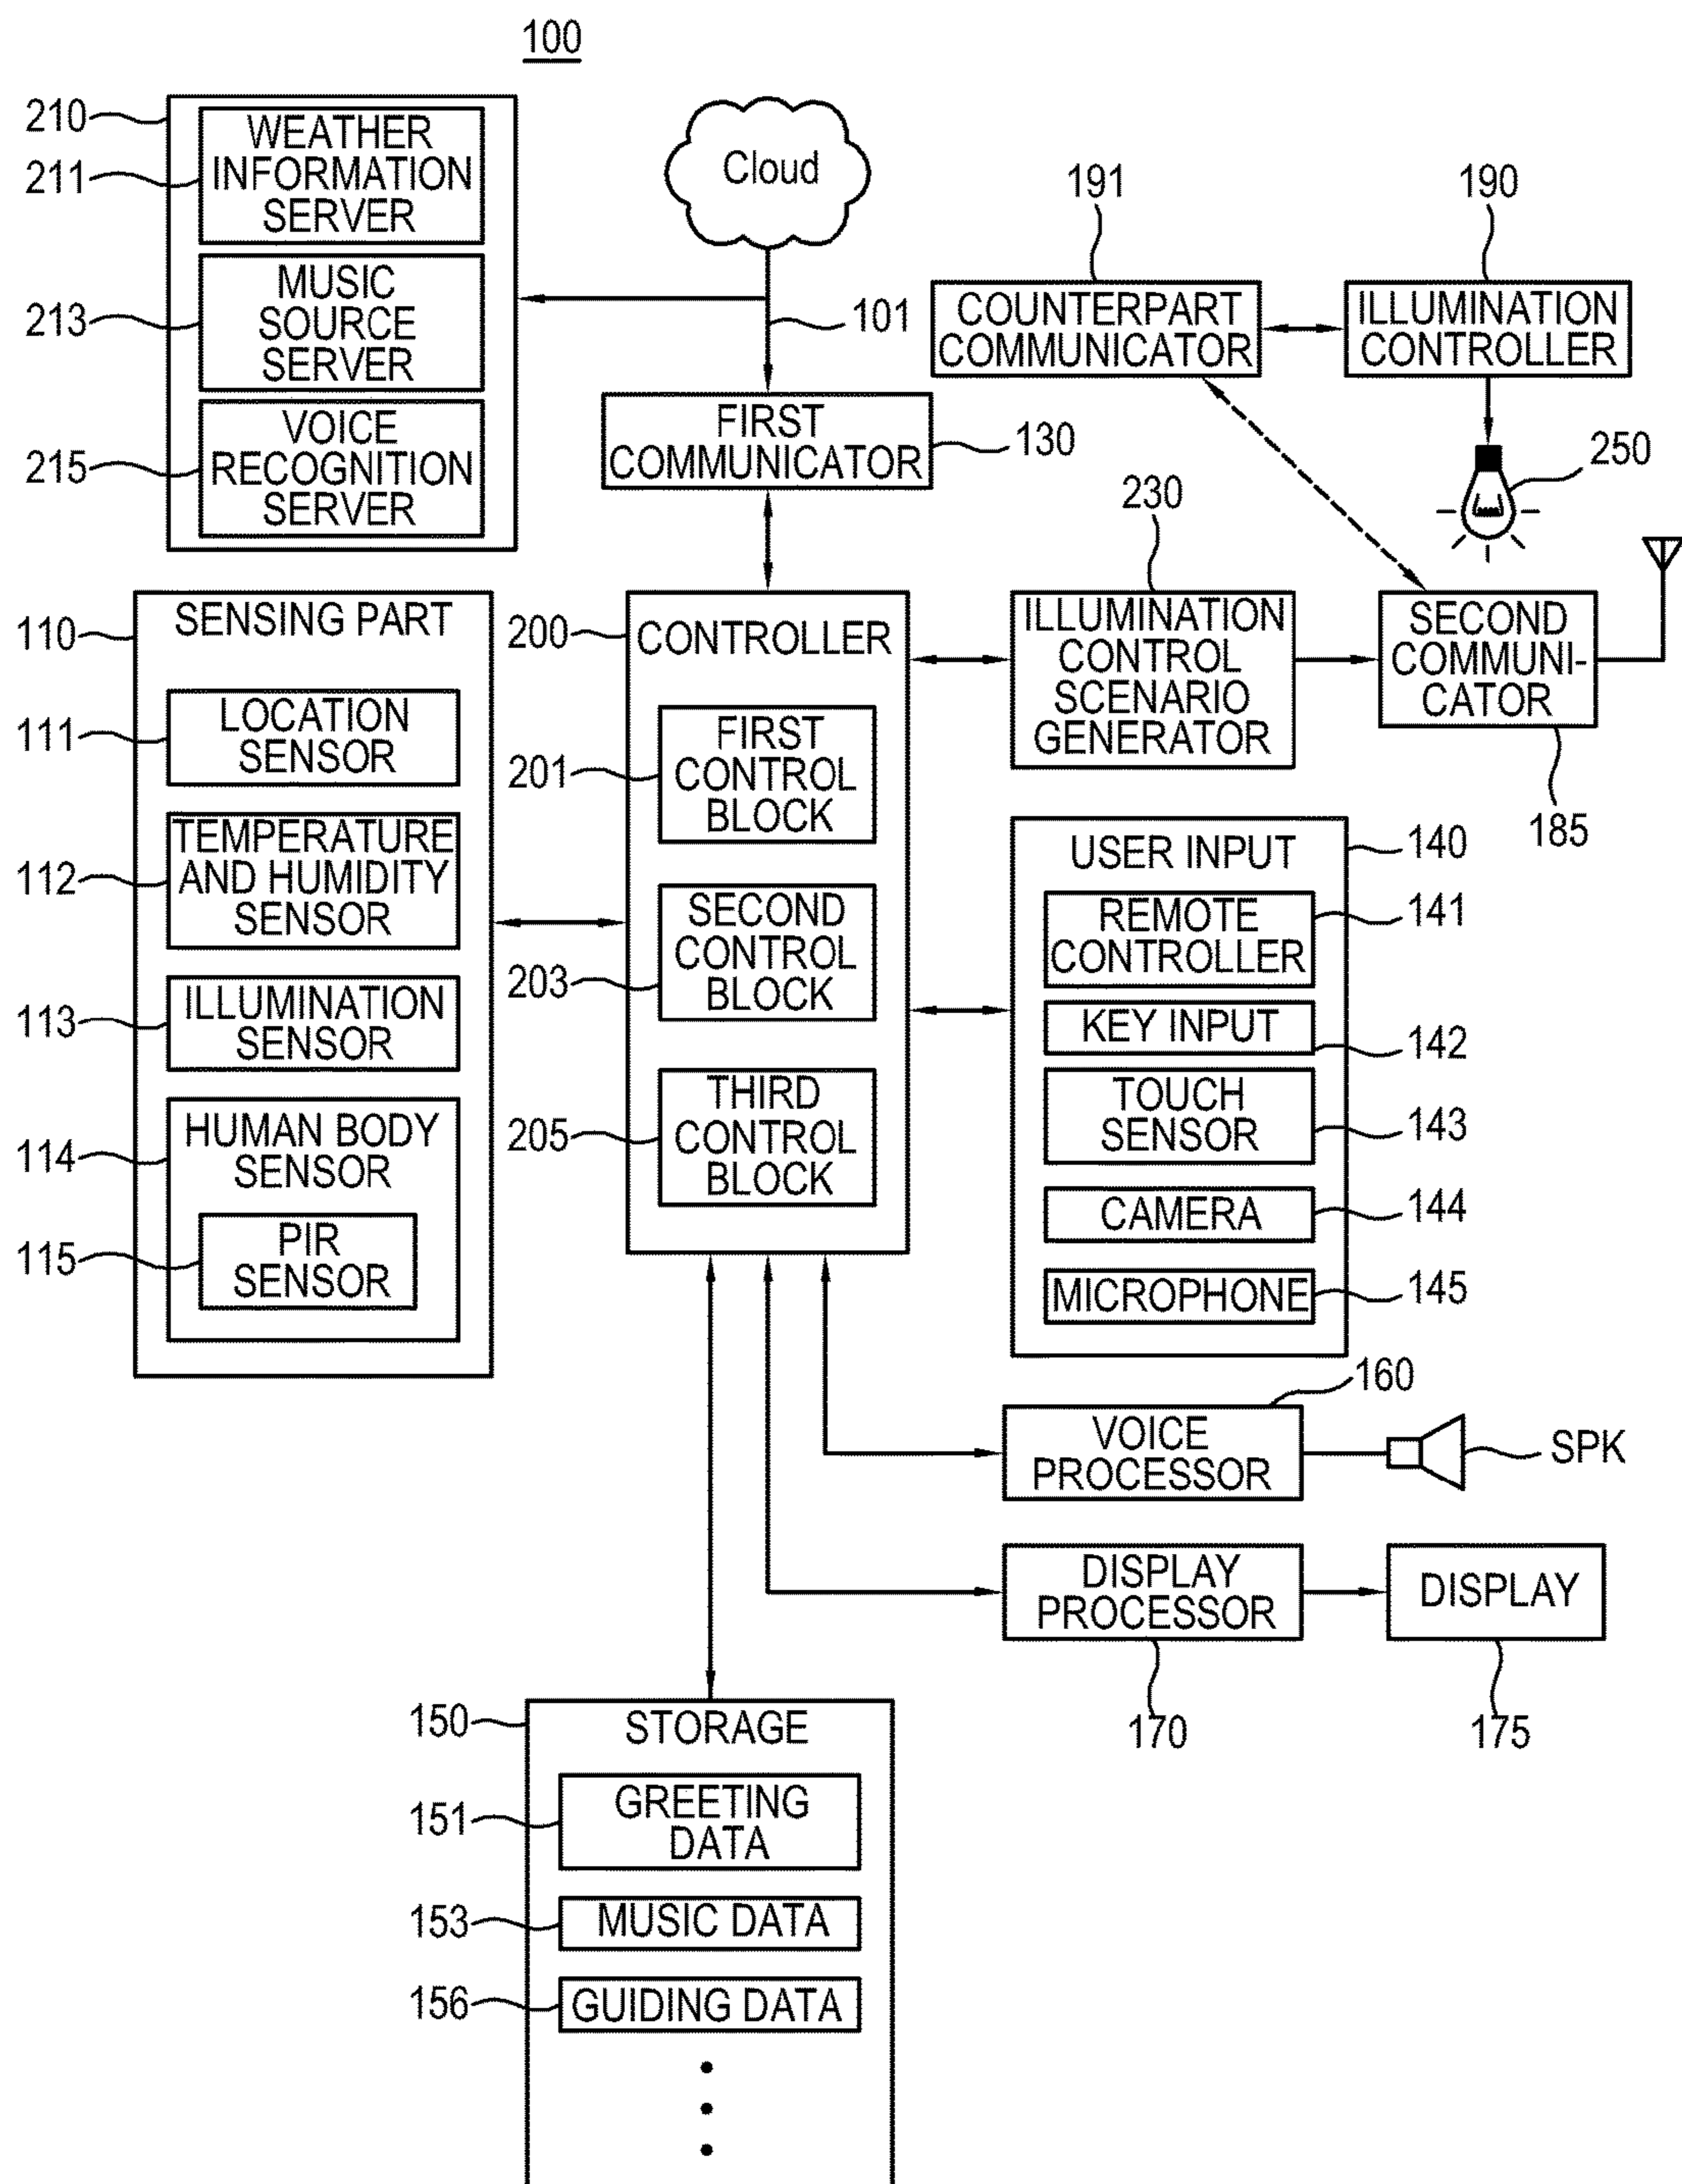 100
210
211
WEATHER
INFORMATION
SERVER
213
MUSIC
SOURCE
SERVER
215
VOICE
RECOGNITION
SERVER
Cloud
101
FIRST
COMMUNICATOR
130
191
COUNTERPART
COMMUNICATOR
190
ILLUMINATION
CONTROLLER
250
110
SENSING PART
111
LOCATION
SENSOR
112
TEMPERATURE
AND HUMIDITY
SENSOR
113
ILLUMINATION
SENSOR
114
HUMAN BODY
SENSOR
115
PIR
SENSOR
200
CONTROLLER
201
FIRST
CONTROL
BLOCK
203
SECOND
CONTROL
BLOCK
205
THIRD
CONTROL
BLOCK
230
ILLUMINATION
CONTROL
SCENARIO
GENERATOR
SECOND
COMMUNI-
CATOR
185
USER INPUT
140
REMOTE
CONTROLLER
141
KEY INPUT
142
TOUCH
SENSOR
143
CAMERA
144
MICROPHONE
145
160
VOICE
PROCESSOR
SPK
DISPLAY
PROCESSOR
170
DISPLAY
175
150
STORAGE
151
GREETING
DATA
153
MUSIC DATA
156
GUIDING DATA